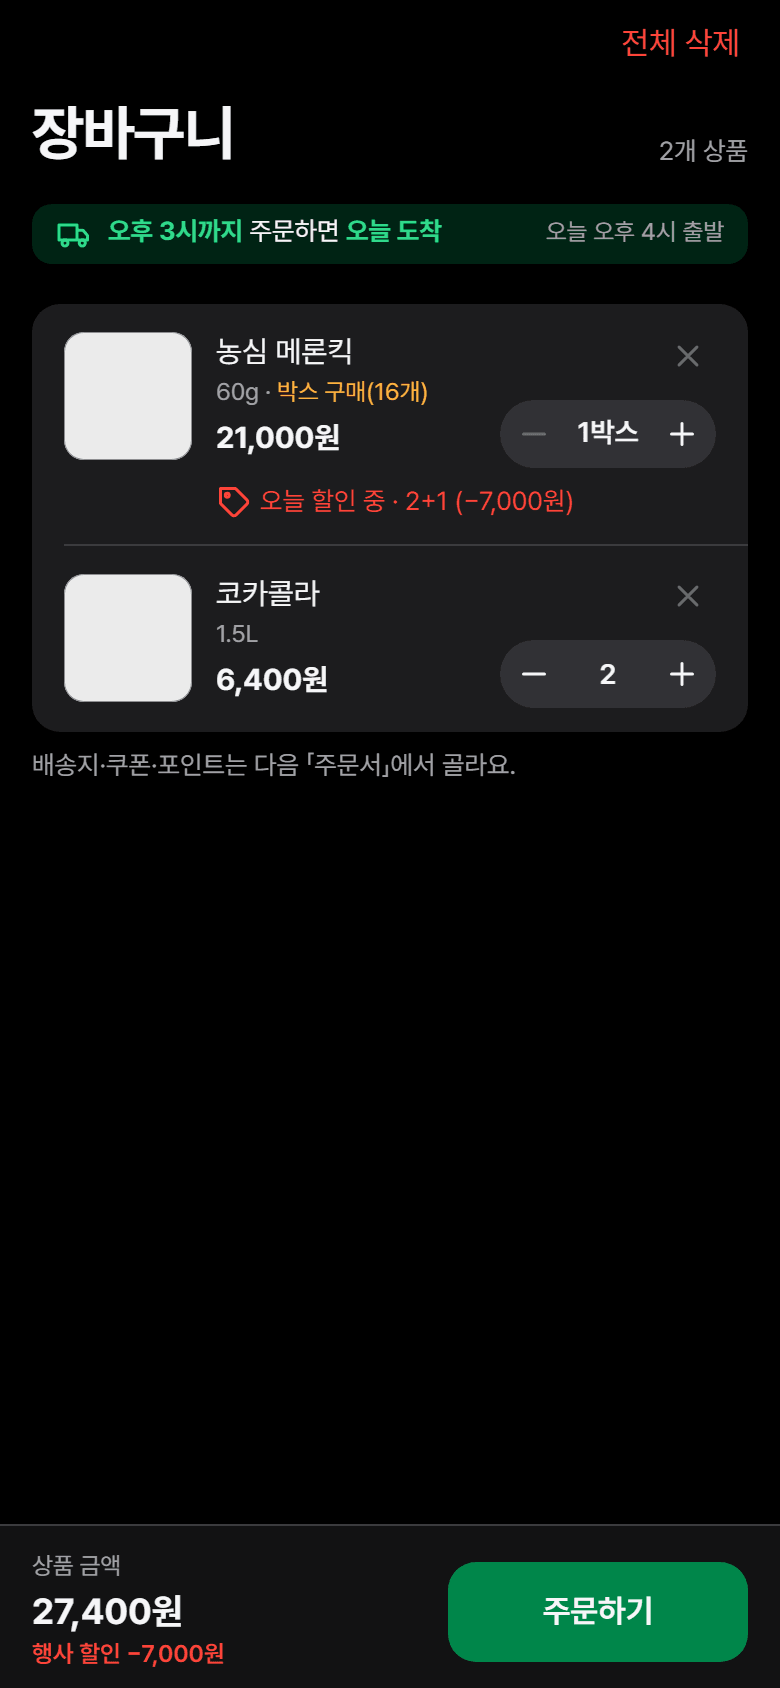 전체 삭제
장바구니
2개 상품
오후 3시까지 주문하면 오늘 도착
오늘 오후 4시 출발
농심 메론킥
60g · 박스 구매(16개)
21,000원
1박스
오늘 할인 중 · 2+1 (−7,000원)
코카콜라
1.5L
6,400원
2
배송지·쿠폰·포인트는 다음 「주문서」에서 골라요.
상품 금액
27,400원
행사 할인 −7,000원
주문하기